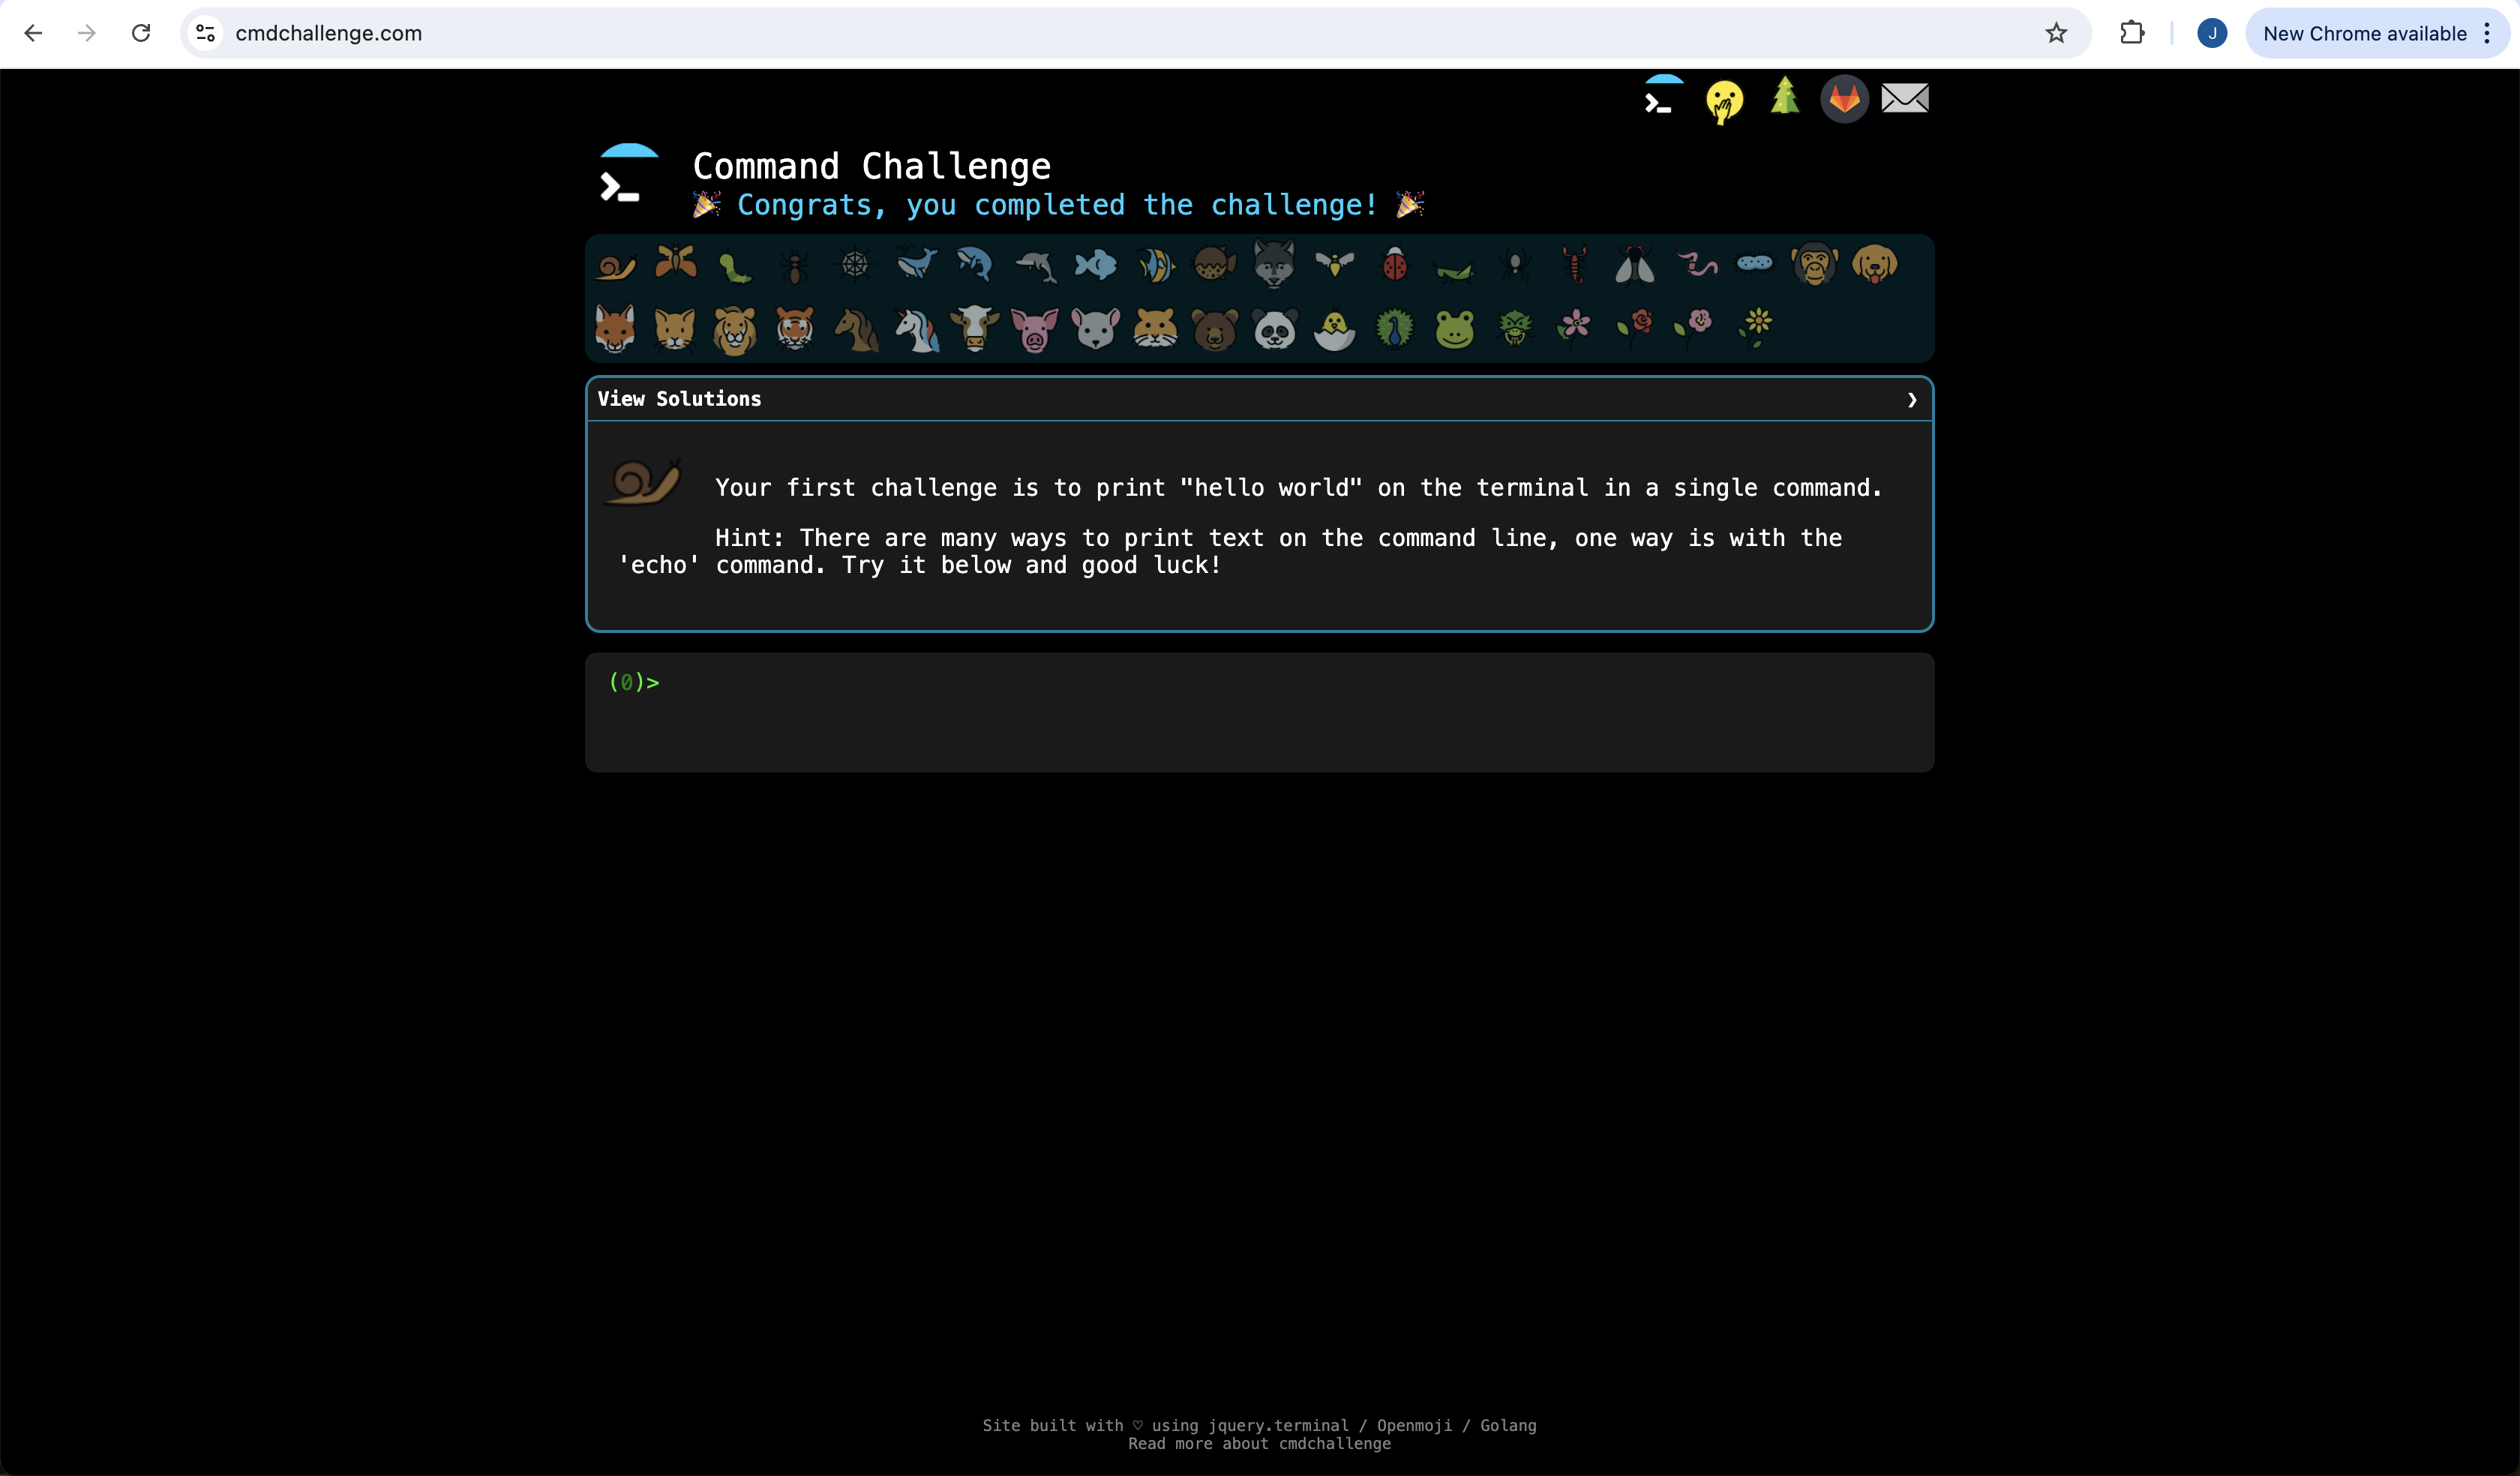 cmdchallenge.com
J
New Chrome available
Command Challenge
🎉 Congrats, you completed the challenge! 🎉
View Solutions ❯
Your first challenge is to print "hello world" on the terminal in a single command.
Hint: There are many ways to print text on the command line, one way is with the
'echo' command. Try it below and good luck!
(0)>
Site built with ♡ using jquery.terminal / Openmoji / Golang
Read more about cmdchallenge